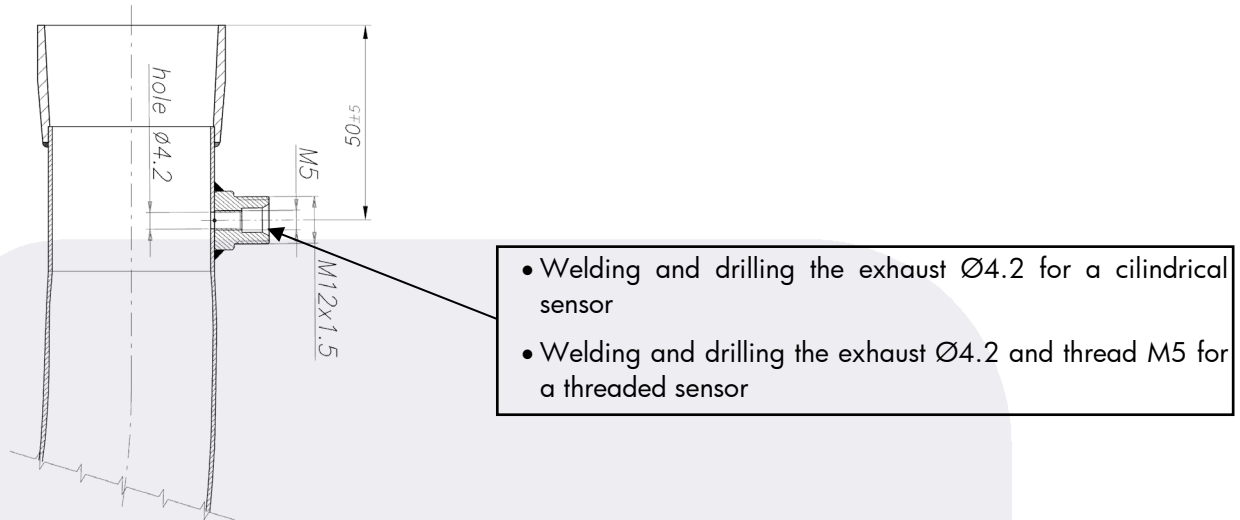 hole Ø4.2
50±5
M5
M12x1.5
• Welding and drilling the exhaust Ø4.2 for a cilindrical
sensor
• Welding and drilling the exhaust Ø4.2 and thread M5 for
a threaded sensor